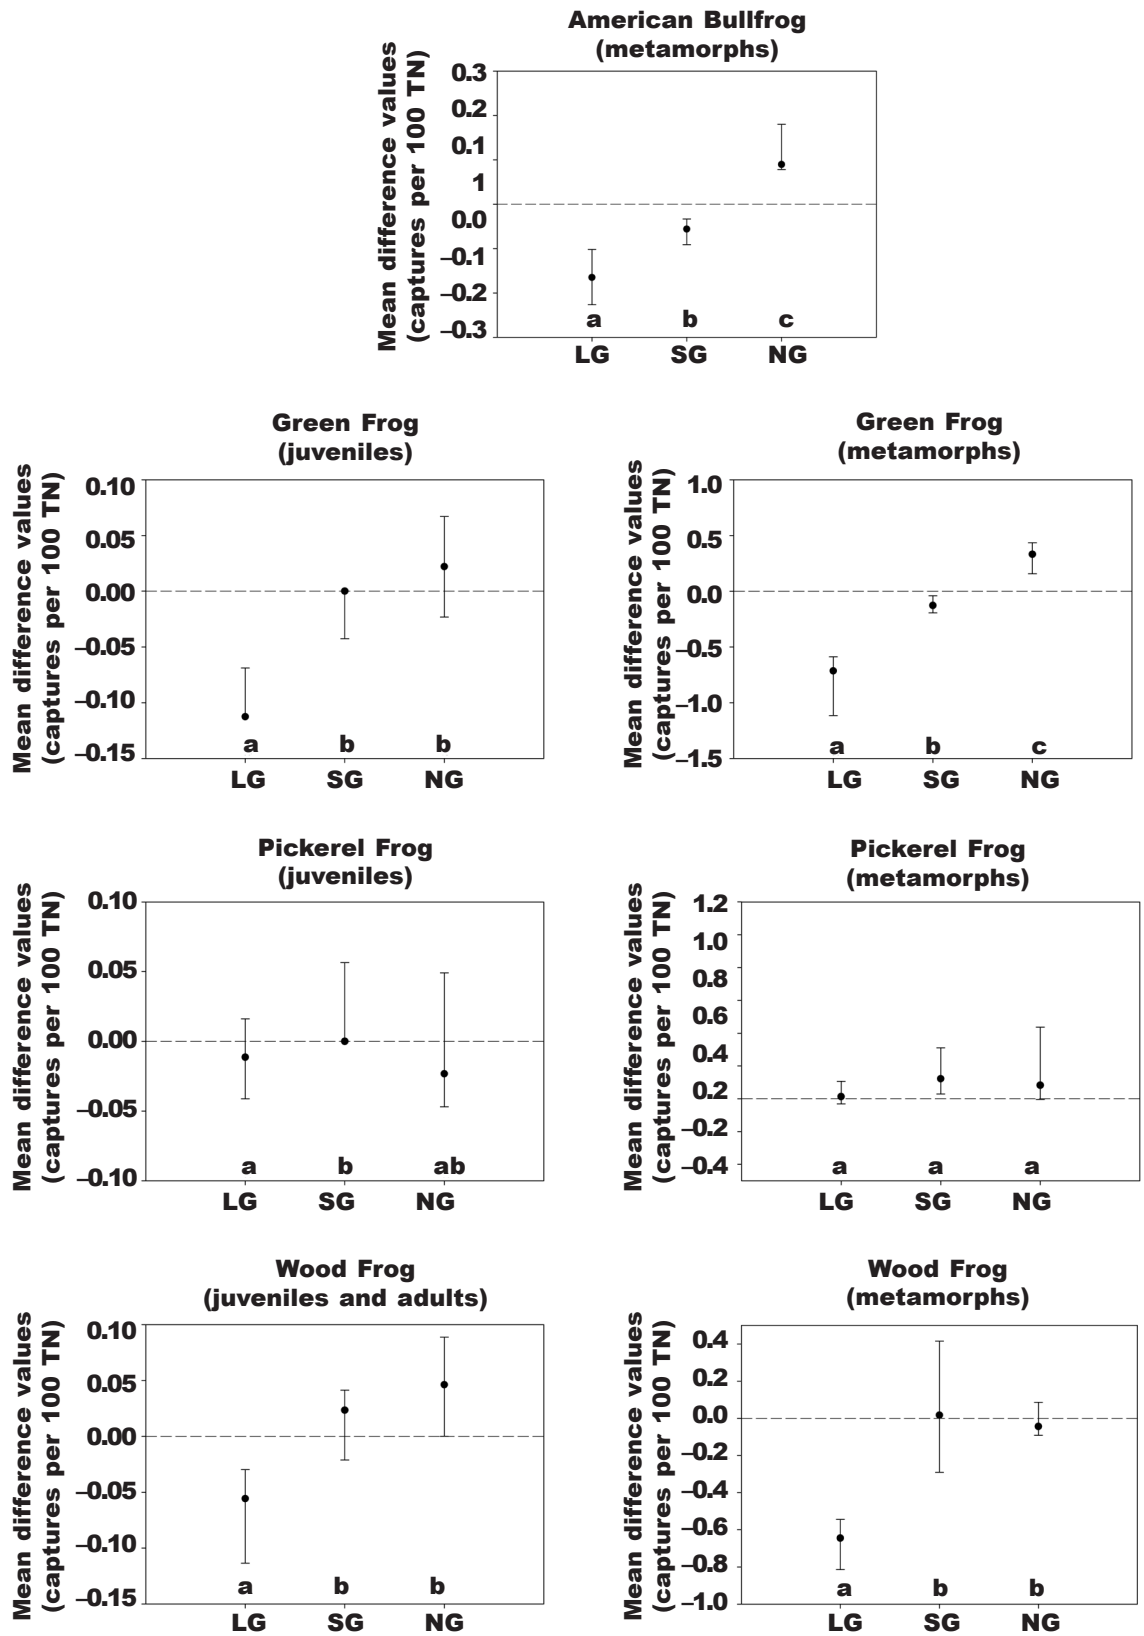 American Bullfrog
(metamorphs)
Mean difference values
(captures per 100 TN)
0.3
0.2
0.1
1
0.0
–0.1
–0.2
–0.3
a b c
LG SG NG
Green Frog
(juveniles)
Mean difference values
(captures per 100 TN)
0.10
0.05
0.00
–0.05
–0.10
–0.15
a b b
LG SG NG
Green Frog
(metamorphs)
Mean difference values
(captures per 100 TN)
1.0
0.5
0.0
–0.5
–1.0
–1.5
a b c
LG SG NG
Pickerel Frog
(juveniles)
Mean difference values
(captures per 100 TN)
0.10
0.05
0.00
–0.05
–0.10
a b ab
LG SG NG
Pickerel Frog
(metamorphs)
Mean difference values
(captures per 100 TN)
1.2
1.0
0.8
0.6
0.4
0.2
–0.2
–0.4
a a a
LG SG NG
Wood Frog
(juveniles and adults)
Mean difference values
(captures per 100 TN)
0.10
0.05
0.00
–0.05
–0.10
–0.15
a b b
LG SG NG
Wood Frog
(metamorphs)
Mean difference values
(captures per 100 TN)
0.4
0.2
0.0
–0.2
–0.4
–0.6
–0.8
–1.0
a b b
LG SG NG